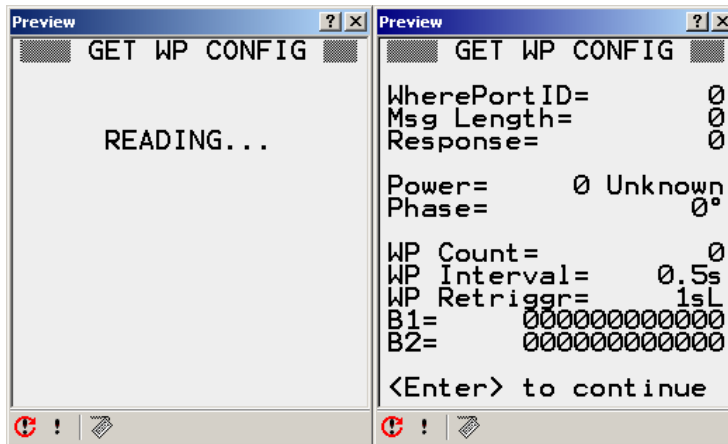 Preview
GET WP CONFIG
READING...
Preview
GET WP CONFIG
WherePortID= 0
Msg Length= 0
Response= 0
Power= 0 Unknown
Phase= 0°
WP Count= 0
WP Interval= 0.5s
WP Retriggr= 1sL
B1= 000000000000
B2= 000000000000
<Enter> to continue